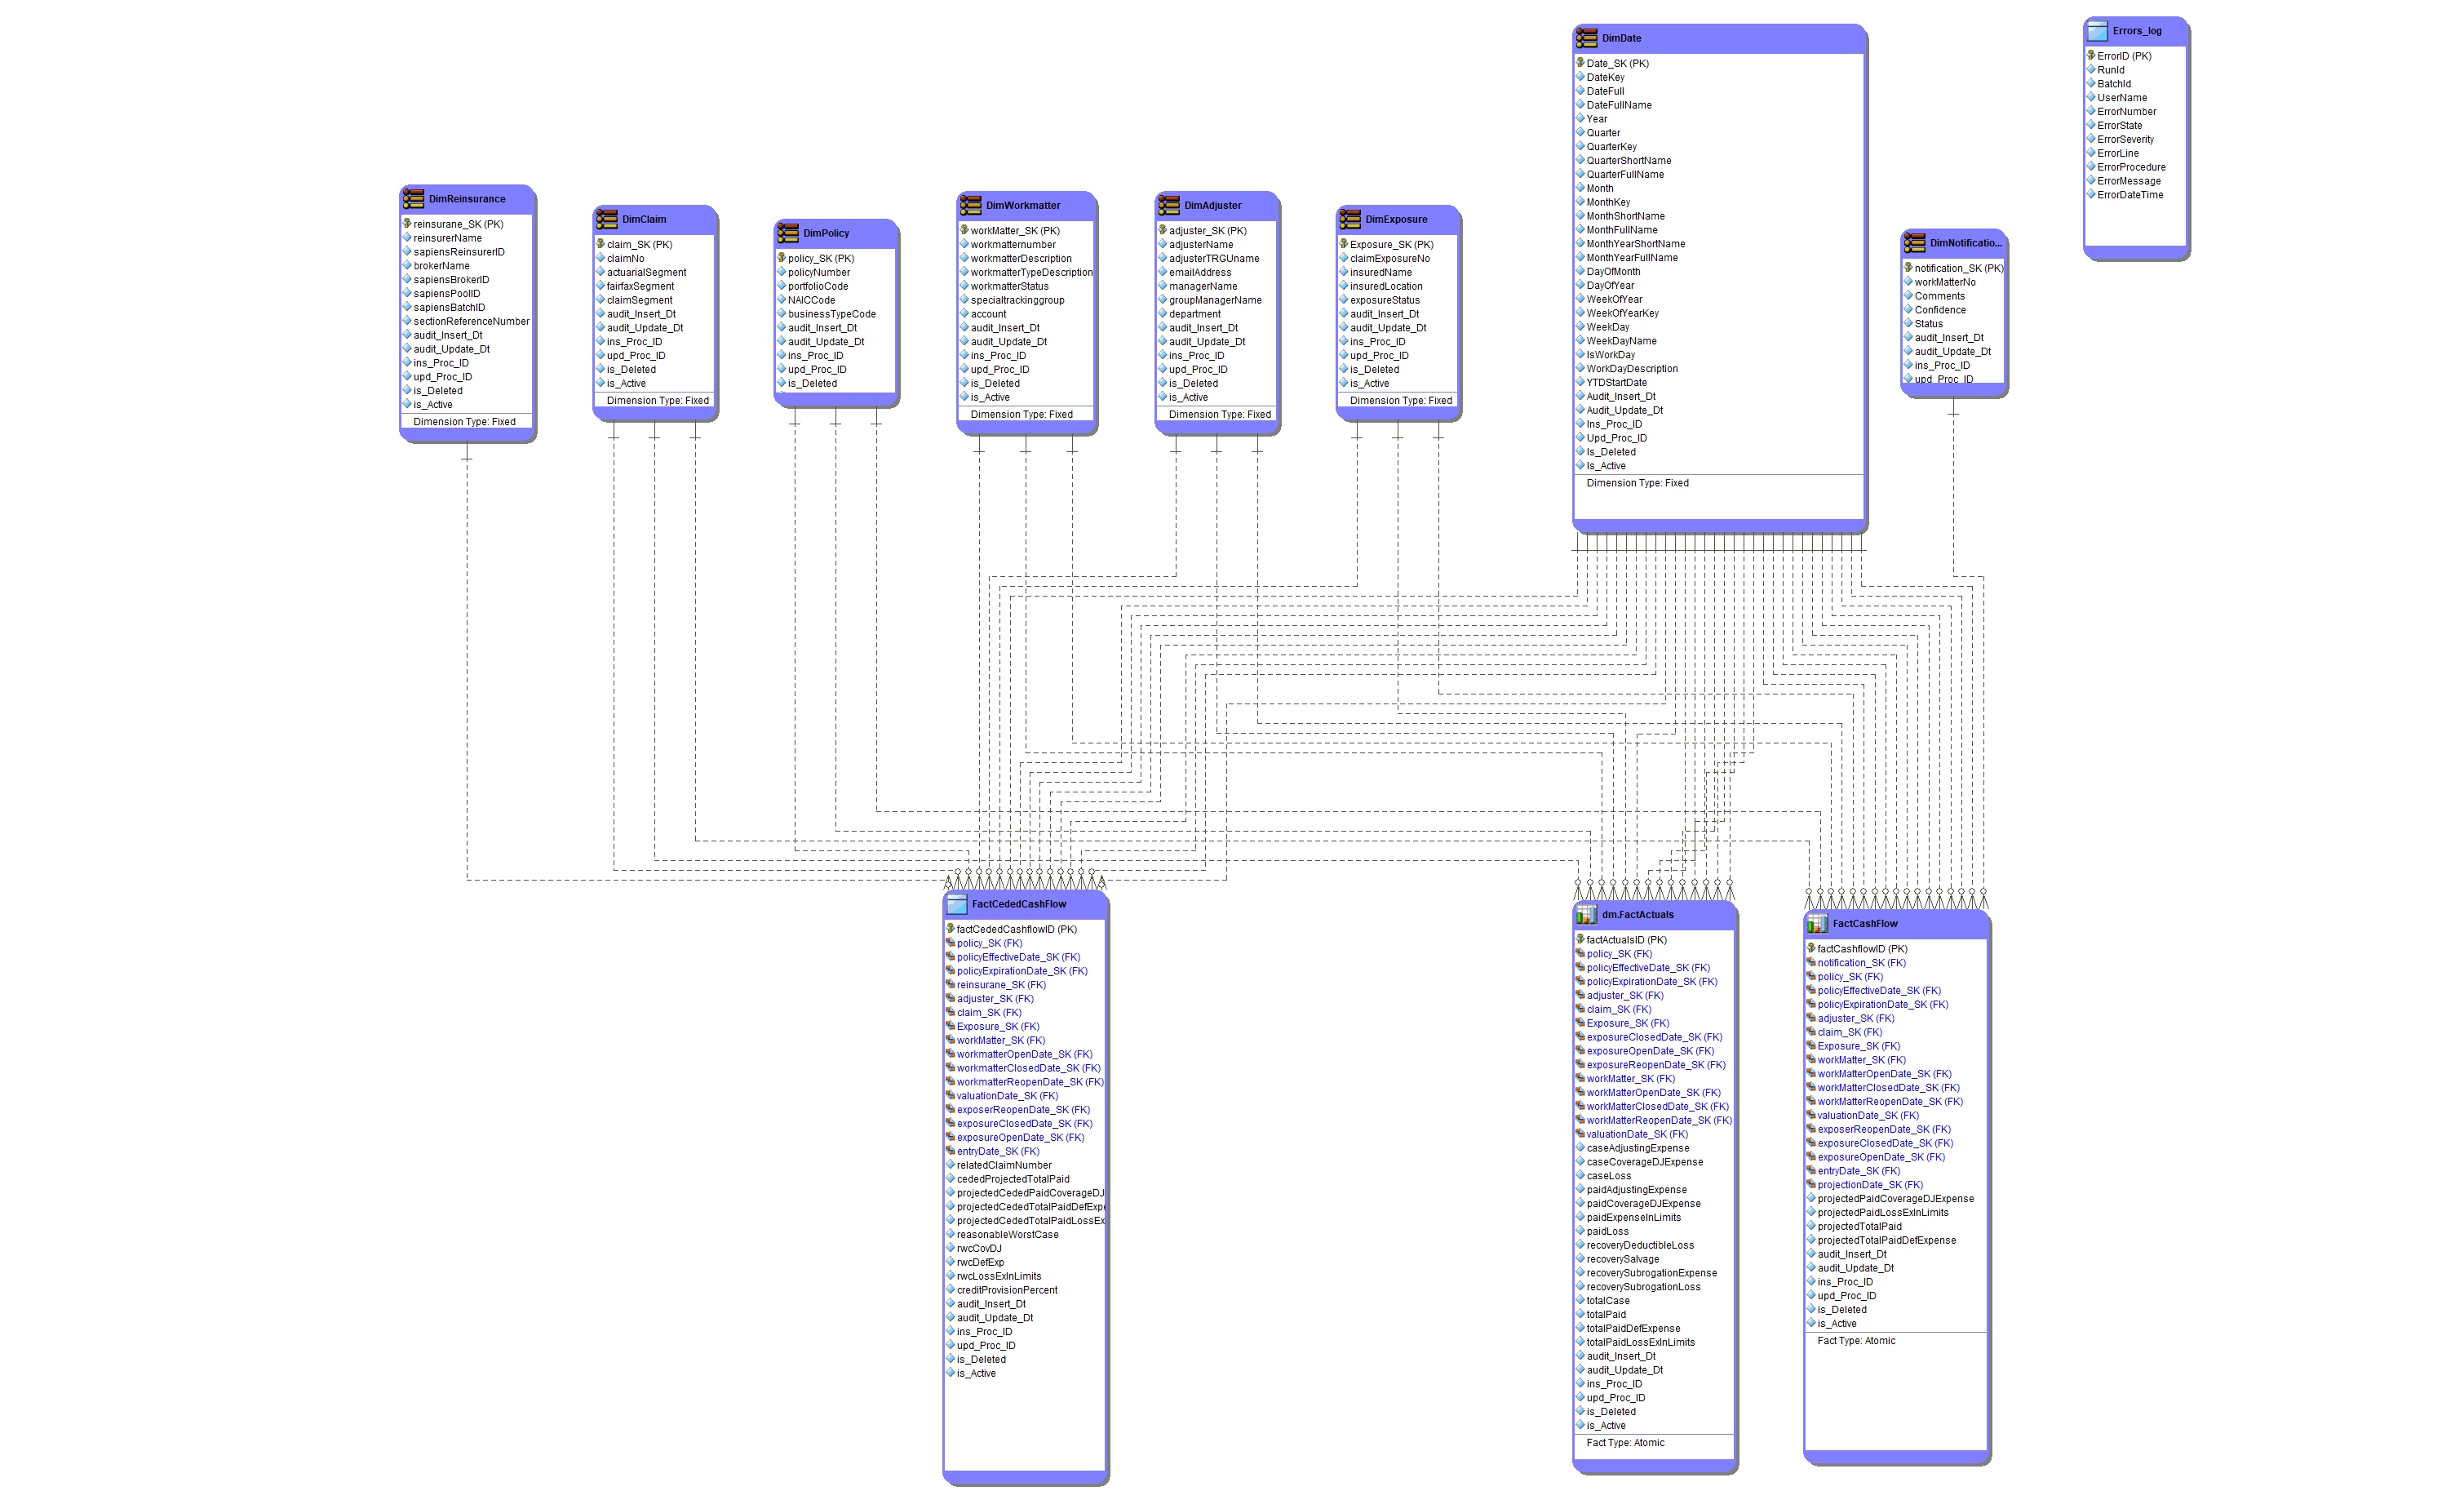 DimReinsurance
reinsurane_SK (PK)
reinsurerName
sapiensReinsurerID
brokerName
sapiensBrokerID
sapiensPoolID
sapiensBatchID
sectionReferenceNumber
audit_Insert_Dt
audit_Update_Dt
ins_Proc_ID
upd_Proc_ID
is_Deleted
is_Active
Dimension Type: Fixed
DimClaim
claim_SK (PK)
claimNo
actuarialSegment
fairfaxSegment
claimSegment
audit_Insert_Dt
audit_Update_Dt
ins_Proc_ID
upd_Proc_ID
is_Deleted
is_Active
Dimension Type: Fixed
DimPolicy
policy_SK (PK)
policyNumber
portfolioCode
NAICCode
businessTypeCode
audit_Insert_Dt
audit_Update_Dt
ins_Proc_ID
upd_Proc_ID
is_Deleted
DimWorkmatter
workMatter_SK (PK)
workmatternumber
workmatterDescription
workmatterTypeDescription
workmatterStatus
specialtrackinggroup
account
audit_Insert_Dt
audit_Update_Dt
ins_Proc_ID
upd_Proc_ID
is_Deleted
is_Active
Dimension Type: Fixed
DimAdjuster
adjuster_SK (PK)
adjusterName
adjusterTRGUname
emailAddress
managerName
groupManagerName
department
audit_Insert_Dt
audit_Update_Dt
ins_Proc_ID
upd_Proc_ID
is_Deleted
is_Active
Dimension Type: Fixed
DimExposure
Exposure_SK (PK)
claimExposureNo
insuredName
insuredLocation
exposureStatus
audit_Insert_Dt
audit_Update_Dt
ins_Proc_ID
upd_Proc_ID
is_Deleted
is_Active
Dimension Type: Fixed
DimDate
Date_SK (PK)
DateKey
DateFull
DateFullName
Year
Quarter
QuarterKey
QuarterShortName
QuarterFullName
Month
MonthKey
MonthShortName
MonthFullName
MonthYearShortName
MonthYearFullName
DayOfMonth
DayOfYear
WeekOfYear
WeekOfYearKey
WeekDay
WeekDayName
IsWorkDay
WorkDayDescription
YTDStartDate
Audit_Insert_Dt
Audit_Update_Dt
Ins_Proc_ID
Upd_Proc_ID
Is_Deleted
Is_Active
Dimension Type: Fixed
DimNotificatio...
notification_SK (PK)
workMatterNo
Comments
Confidence
Status
audit_Insert_Dt
audit_Update_Dt
ins_Proc_ID
upd_Proc_ID
Errors_log
ErrorID (PK)
RunId
BatchId
UserName
ErrorNumber
ErrorState
ErrorSeverity
ErrorLine
ErrorProcedure
ErrorMessage
ErrorDateTime
FactCededCashFlow
factCededCashflowID (PK)
policy_SK (FK)
policyEffectiveDate_SK (FK)
policyExpirationDate_SK (FK)
reinsurane_SK (FK)
adjuster_SK (FK)
claim_SK (FK)
Exposure_SK (FK)
workMatter_SK (FK)
workmatterOpenDate_SK (FK)
workmatterClosedDate_SK (FK)
workmatterReopenDate_SK (FK)
valuationDate_SK (FK)
exposerReopenDate_SK (FK)
exposureClosedDate_SK (FK)
exposureOpenDate_SK (FK)
entryDate_SK (FK)
relatedClaimNumber
cededProjectedTotalPaid
projectedCededPaidCoverageDJ
projectedCededTotalPaidDefExpe
projectedCededTotalPaidLossEx
reasonableWorstCase
rwcCovDJ
rwcDefExp
rwcLossExInLimits
creditProvisionPercent
audit_Insert_Dt
audit_Update_Dt
ins_Proc_ID
upd_Proc_ID
is_Deleted
is_Active
dm.FactActuals
factActualsID (PK)
policy_SK (FK)
policyEffectiveDate_SK (FK)
policyExpirationDate_SK (FK)
adjuster_SK (FK)
claim_SK (FK)
Exposure_SK (FK)
exposureClosedDate_SK (FK)
exposureOpenDate_SK (FK)
exposureReopenDate_SK (FK)
workMatter_SK (FK)
workMatterOpenDate_SK (FK)
workMatterClosedDate_SK (FK)
workMatterReopenDate_SK (FK)
valuationDate_SK (FK)
caseAdjustingExpense
caseCoverageDJExpense
caseLoss
paidAdjustingExpense
paidCoverageDJExpense
paidExpenseInLimits
paidLoss
recoveryDeductibleLoss
recoverySalvage
recoverySubrogationExpense
recoverySubrogationLoss
totalCase
totalPaid
totalPaidDefExpense
totalPaidLossExInLimits
audit_Insert_Dt
audit_Update_Dt
ins_Proc_ID
upd_Proc_ID
is_Deleted
is_Active
Fact Type: Atomic
FactCashFlow
factCashflowID (PK)
notification_SK (FK)
policy_SK (FK)
policyEffectiveDate_SK (FK)
policyExpirationDate_SK (FK)
adjuster_SK (FK)
claim_SK (FK)
Exposure_SK (FK)
workMatter_SK (FK)
workMatterOpenDate_SK (FK)
workMatterClosedDate_SK (FK)
workMatterReopenDate_SK (FK)
valuationDate_SK (FK)
exposerReopenDate_SK (FK)
exposureClosedDate_SK (FK)
exposureOpenDate_SK (FK)
entryDate_SK (FK)
projectionDate_SK (FK)
projectedPaidCoverageDJExpense
projectedPaidLossExInLimits
projectedTotalPaid
projectedTotalPaidDefExpense
audit_Insert_Dt
audit_Update_Dt
ins_Proc_ID
upd_Proc_ID
is_Deleted
is_Active
Fact Type: Atomic